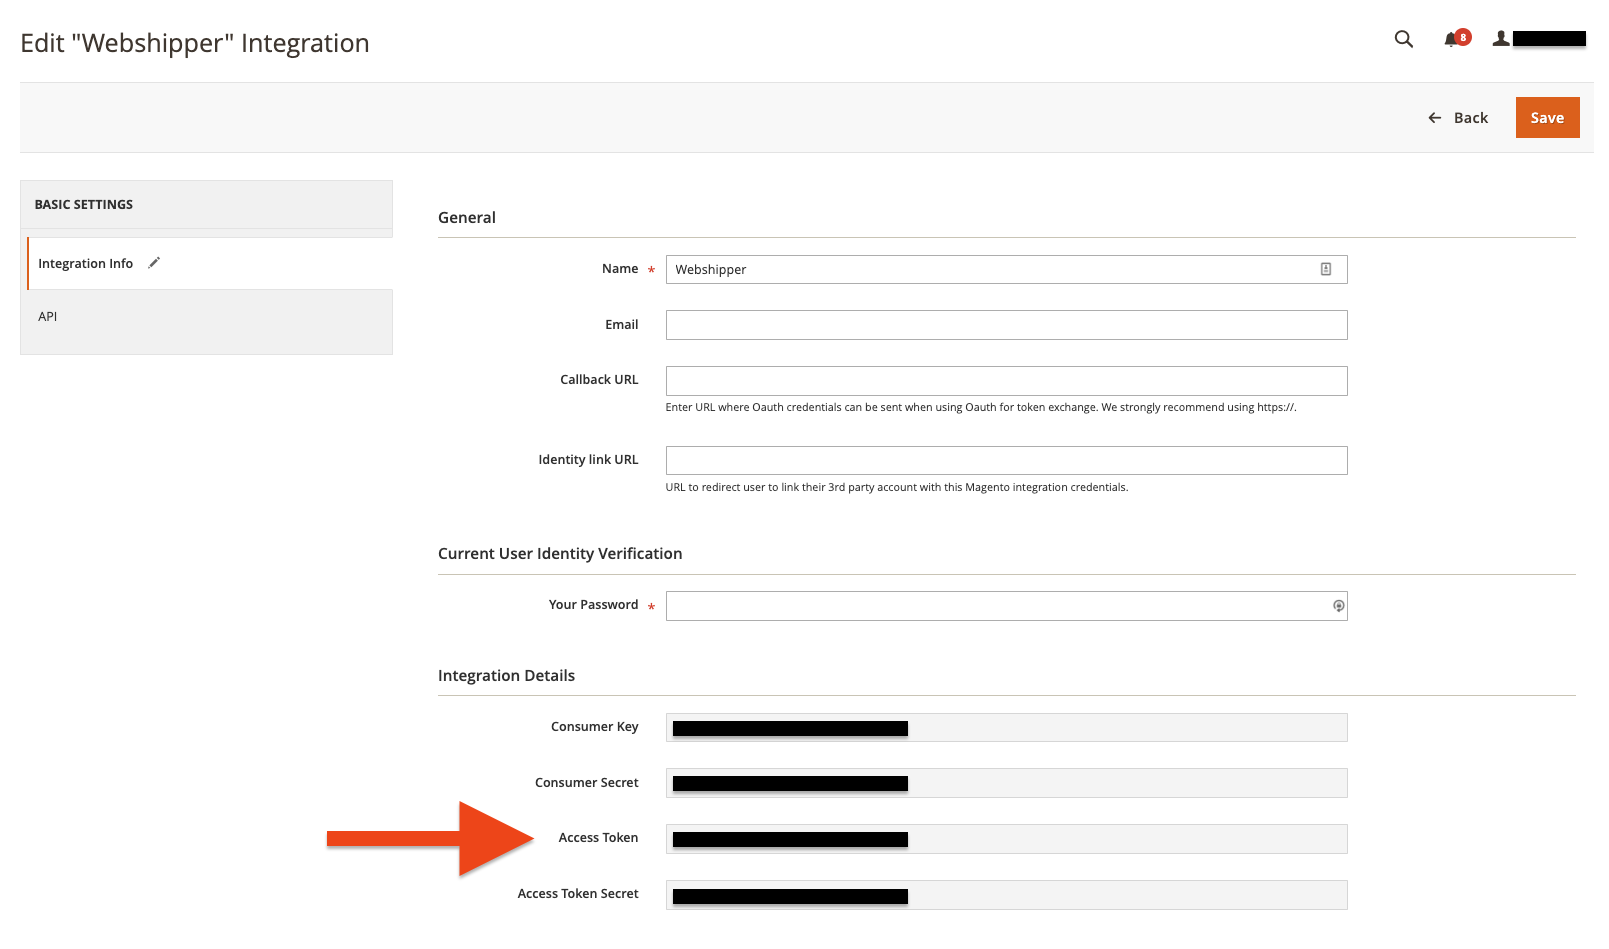 Edit "Webshipper" Integration
8
Back
Save
BASIC SETTINGS
Integration Info
API
General
Name *
Webshipper
Email
Callback URL
Enter URL where Oauth credentials can be sent when using Oauth for token exchange. We strongly recommend using https://.
Identity link URL
URL to redirect user to link their 3rd party account with this Magento integration credentials.
Current User Identity Verification
Your Password *
Integration Details
Consumer Key
Consumer Secret
Access Token
Access Token Secret